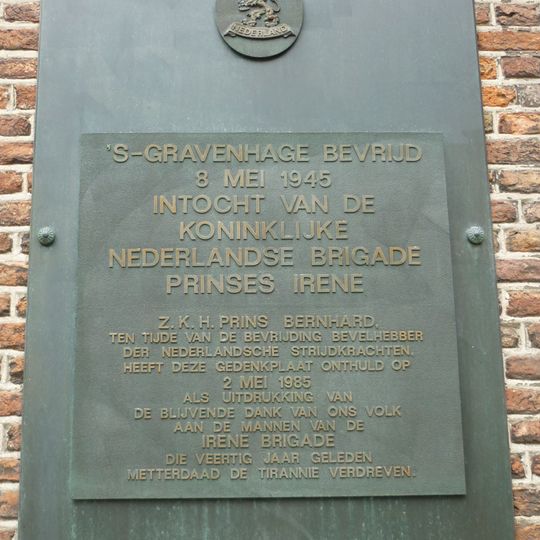 NEDERLAND
'S-GRAVENHAGE BEVRIJD
8 MEI 1945
INTOCHT VAN DE
KONINKLIJKE
NEDERLANDSE BRIGADE
PRINSES IRENE
Z.K.H. PRINS BERNHARD.
TEN TIJDE VAN DE BEVRIJDING BEVELHEBBER
DER NEDERLANDSCHE STRIJDKRACHTEN.
HEEFT DEZE GEDENKPLAAT ONTHULD OP
2 MEI 1985
ALS UITDRUKKING VAN
DE BLIJVENDE DANK VAN ONS VOLK
AAN DE MANNEN VAN DE
IRENE BRIGADE
DIE VEERTIG JAAR GELEDEN
METTERDAAD DE TIRANNIE VERDREVEN.